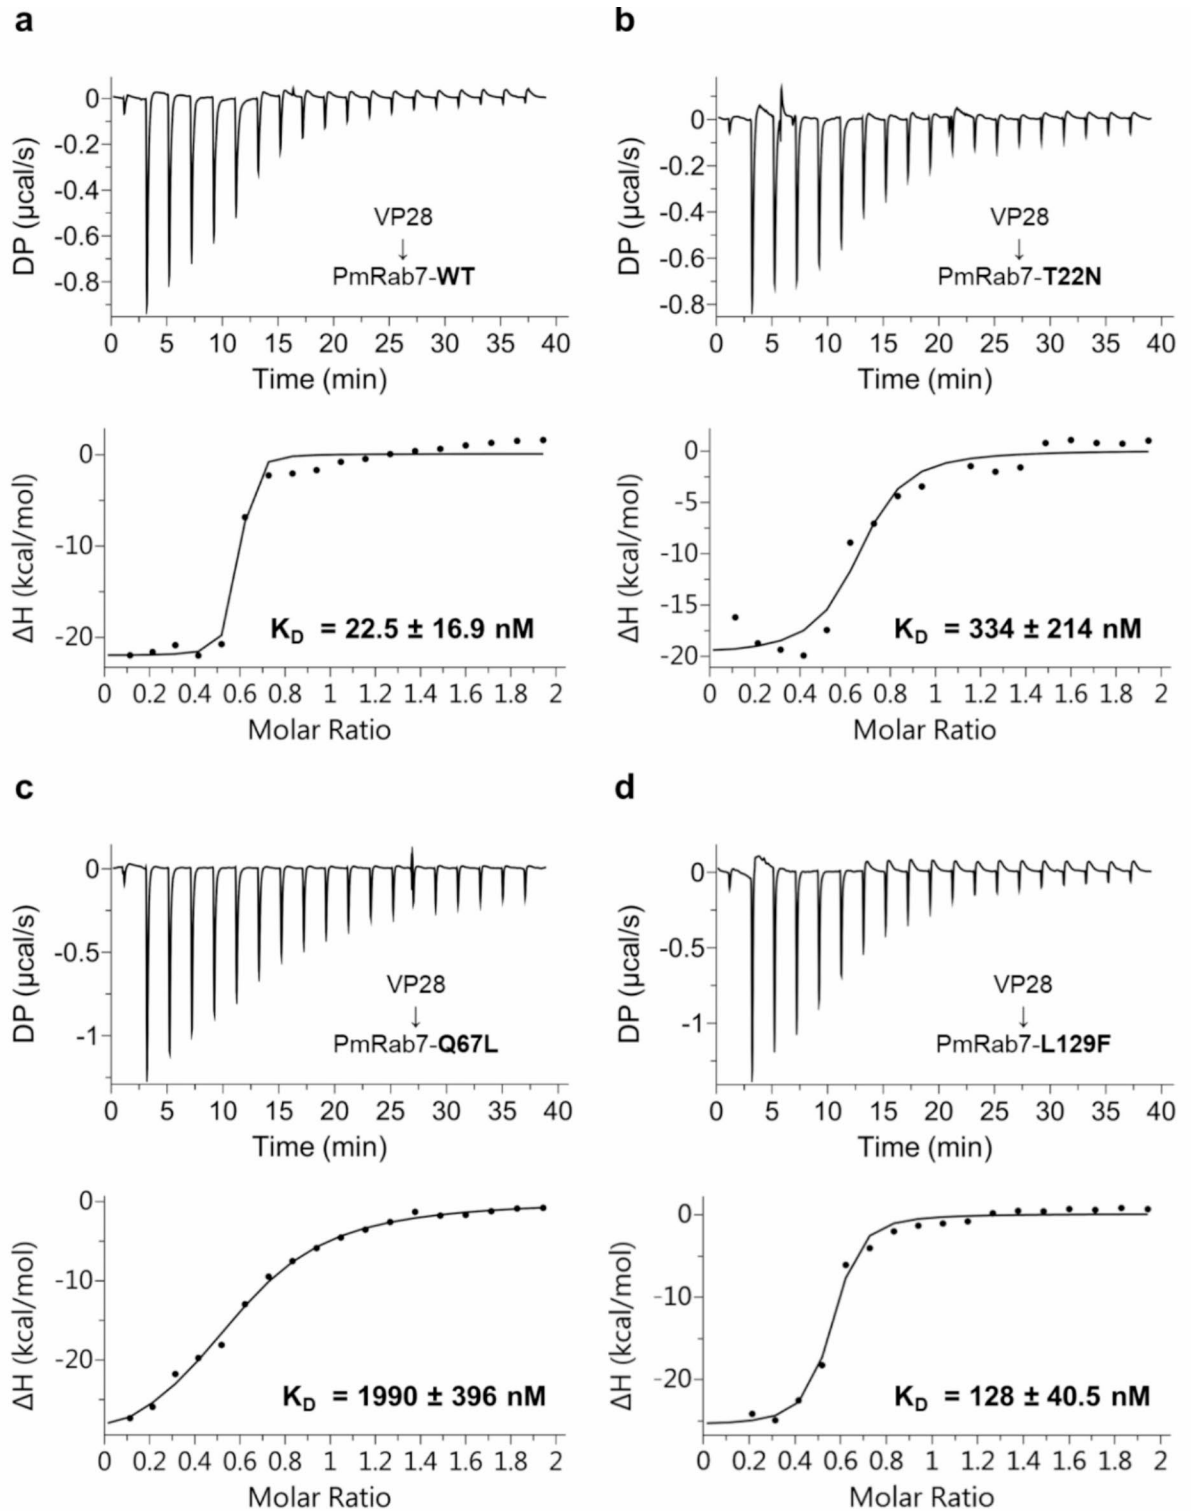 a
0
-0.2
-0.4
-0.6
-0.8
DP (μcal/s)
VP28
↓
PmRab7-WT
0 5 10 15 20 25 30 35 40
Time (min)
0
-10
-20
ΔH (kcal/mol)
K_D = 22.5 ± 16.9 nM
0 0.2 0.4 0.6 0.8 1 1.2 1.4 1.6 1.8 2
Molar Ratio
b
0
-0.2
-0.4
-0.6
-0.8
DP (μcal/s)
VP28
↓
PmRab7-T22N
0 5 10 15 20 25 30 35 40
Time (min)
0
-5
-10
-15
-20
ΔH (kcal/mol)
K_D = 334 ± 214 nM
0 0.2 0.4 0.6 0.8 1 1.2 1.4 1.6 1.8 2
Molar Ratio
c
0
-0.5
-1
DP (μcal/s)
VP28
↓
PmRab7-Q67L
0 5 10 15 20 25 30 35 40
Time (min)
0
-10
-20
ΔH (kcal/mol)
K_D = 1990 ± 396 nM
0 0.2 0.4 0.6 0.8 1 1.2 1.4 1.6 1.8 2
Molar Ratio
d
0
-0.5
-1
DP (μcal/s)
VP28
↓
PmRab7-L129F
0 5 10 15 20 25 30 35 40
Time (min)
0
-10
-20
ΔH (kcal/mol)
K_D = 128 ± 40.5 nM
0 0.2 0.4 0.6 0.8 1 1.2 1.4 1.6 1.8 2
Molar Ratio